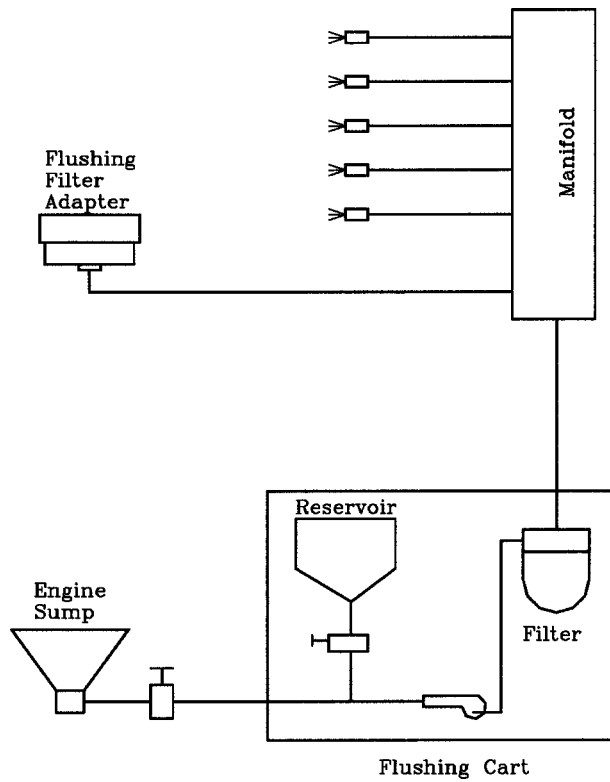 Manifold
Flushing
Filter
Adapter
Reservoir
Engine
Sump
Filter
Flushing Cart